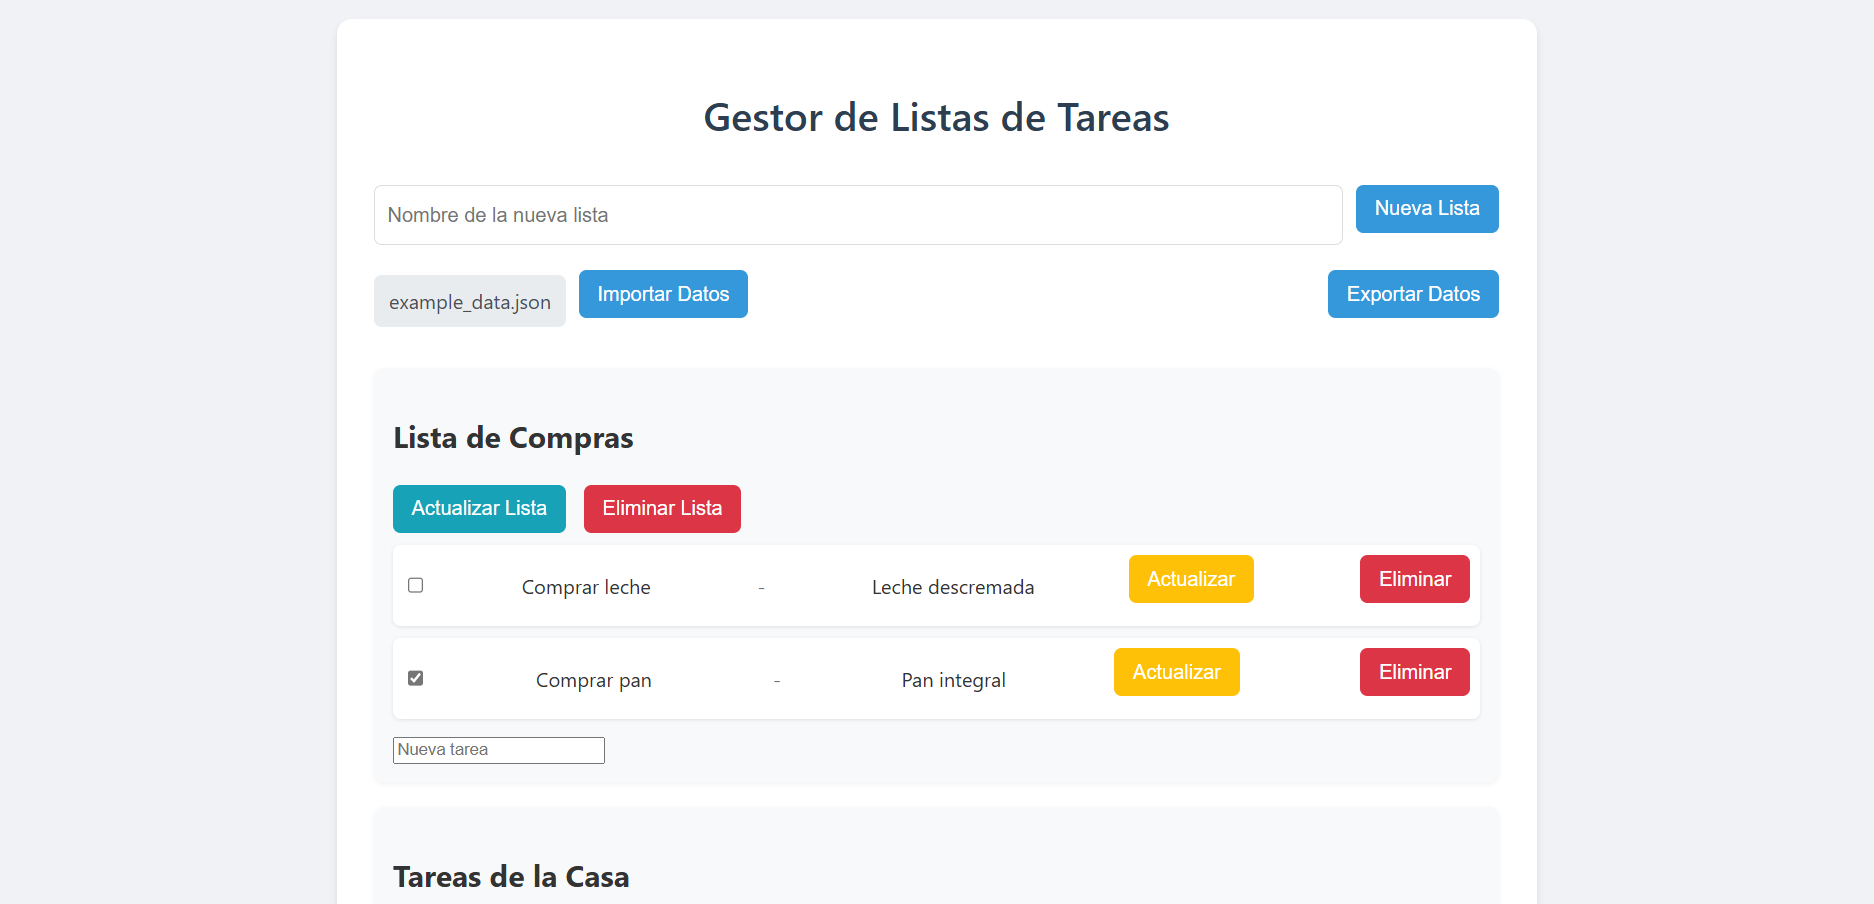 Gestor de Listas de Tareas
Nombre de la nueva lista
Nueva Lista
example_data.json
Importar Datos
Exportar Datos
Lista de Compras
Actualizar Lista
Eliminar Lista
Comprar leche - Leche descremada Actualizar Eliminar
Comprar pan - Pan integral Actualizar Eliminar
Nueva tarea
Tareas de la Casa